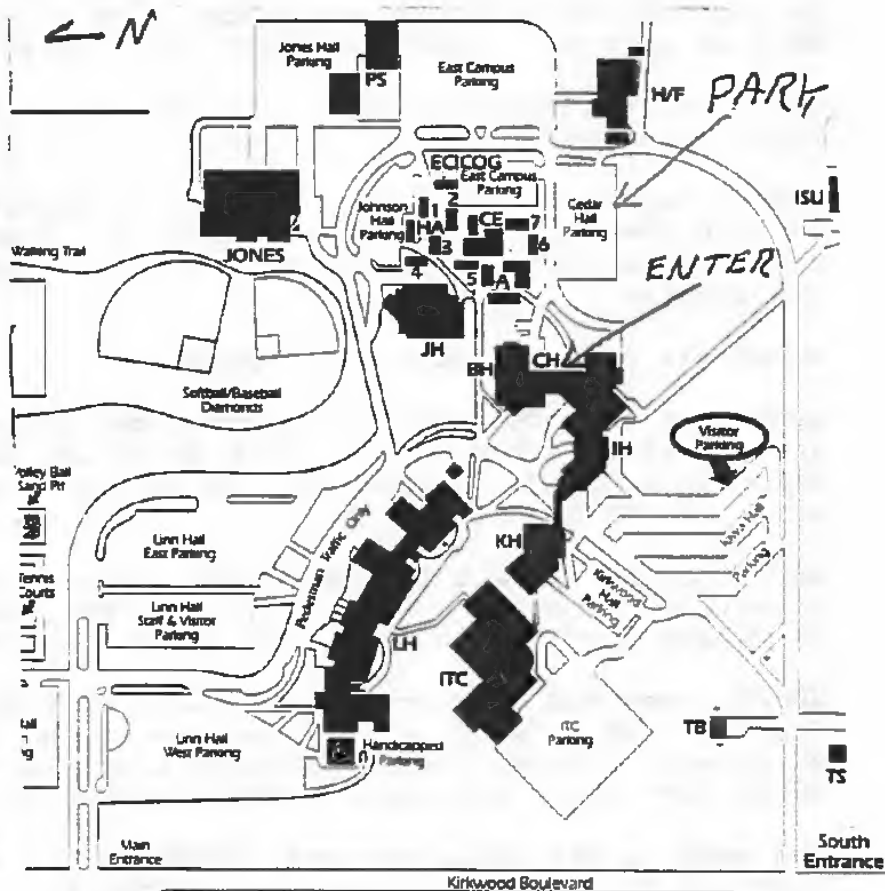 N
Jones Hall
Parking
PS
East Campus
Parking
H/F
PARK
ECICOG
East Campus
Parking
ISU
Johnson
Hall
Parking
1
2
HA
CE
7
3
6
Cedar
Hall
Parking
4
5
A
JONES
Walking Trail
ENTER
JH
BH
CH
Softball/Baseball
Diamonds
Visitor
Parking
IH
Volley Ball
Sand Pit
Linn Hall
East Parking
Pedestrian Traffic Only
KH
Kirkwood
Hall
Parking
Hall
Parking
Tennis
Courts
Linn Hall
Staff & Visitor
Parking
LH
ITC
Linn Hall
West Parking
Handicapped
Parking
ITC
Parking
TB
TS
Main
Entrance
South
Entrance
Kirkwood Boulevard